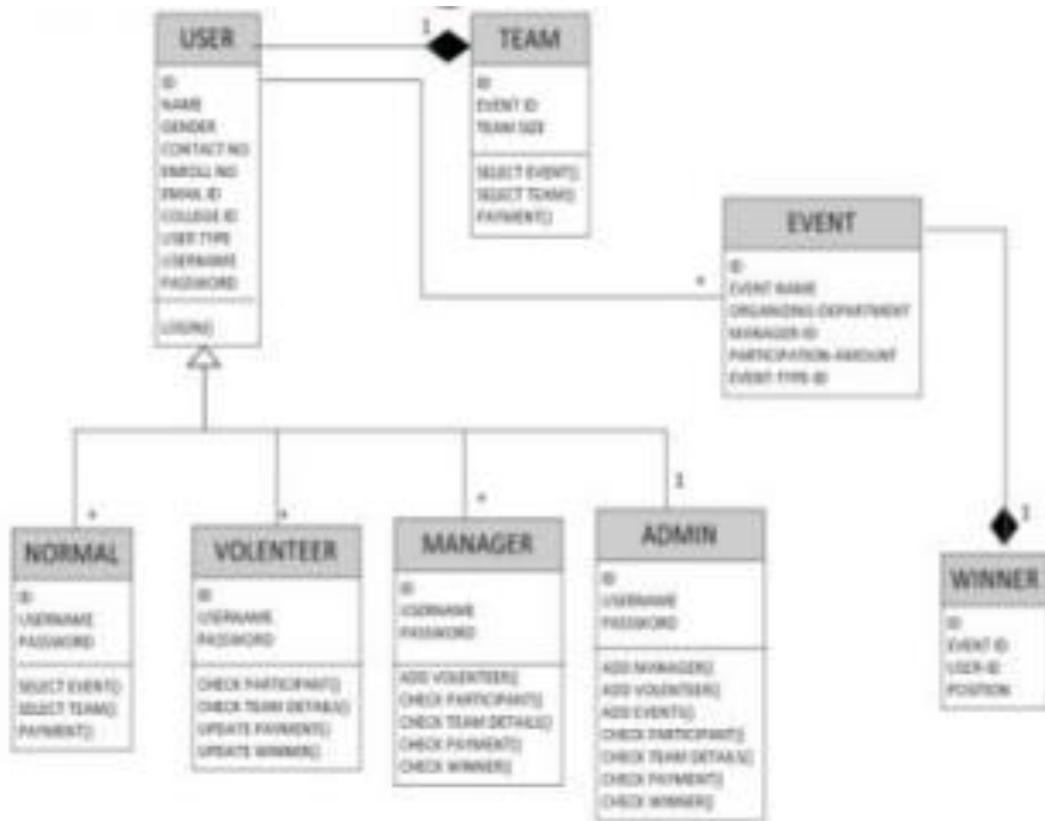 USER
ID
NAME
GENDER
CONTACT NO
ENROLL NO
EMAIL ID
COLLEGE ID
USER TYPE
USERNAME
PASSWORD
LOGIN()
1
TEAM
ID
EVENT ID
TEAM SIZE
SELECT EVENT()
SELECT TEAM()
PAYMENT()
*
EVENT
ID
EVENT NAME
ORGANIZING-DEPARTMENT
MANAGER-ID
PARTICIPATION-AMOUNT
EVENT-TYPE-ID
*
NORMAL
ID
USERNAME
PASSWORD
SELECT EVENT()
SELECT TEAM()
PAYMENT()
*
VOLENTEER
ID
USERNAME
PASSWORD
CHECK PARTICIPANT()
CHECK TEAM DETAILS()
UPDATE PAYMENT()
UPDATE WINNER()
*
MANAGER
ID
USERNAME
PASSWORD
ADD VOLENTEER()
CHECK PARTICIPANT()
CHECK TEAM DETAILS()
CHECK PAYMENT()
CHECK WINNER()
1
ADMIN
ID
USERNAME
PASSWORD
ADD MANAGER()
ADD VOLENTEER()
ADD EVENTS()
CHECK PARTICIPANT()
CHECK TEAM DETAILS()
CHECK PAYMENT()
CHECK WINNER()
1
WINNER
ID
EVENT ID
USER-ID
POSITION